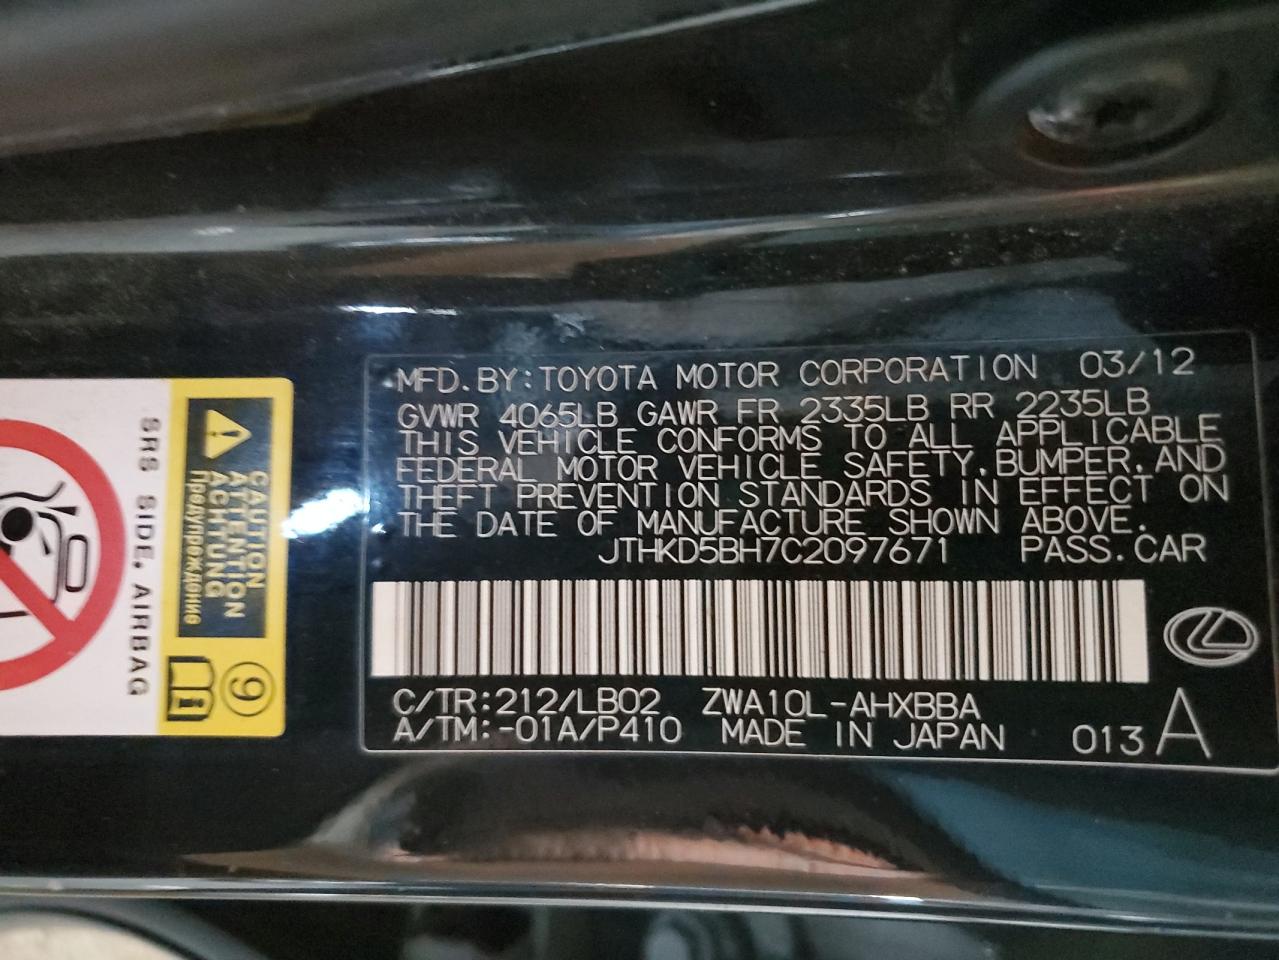 MFD.BY:TOYOTA MOTOR CORPORATION 03/12
GVWR 4065LB GAWR FR 2335LB RR 2235LB
THIS VEHICLE CONFORMS TO ALL APPLICABLE
FEDERAL MOTOR VEHICLE SAFETY,BUMPER,AND
THEFT PREVENTION STANDARDS IN EFFECT ON
THE DATE OF MANUFACTURE SHOWN ABOVE.
JTHKD5BH7C2097671 PASS.CAR
C/TR:212/LB02 ZWA10L-AHXBBA
A/TM:-01A/P410 MADE IN JAPAN 013 A
CAUTION
ATTENTION
ACHTUNG
Предупреждение
9
SRS SIDE AIRBAG